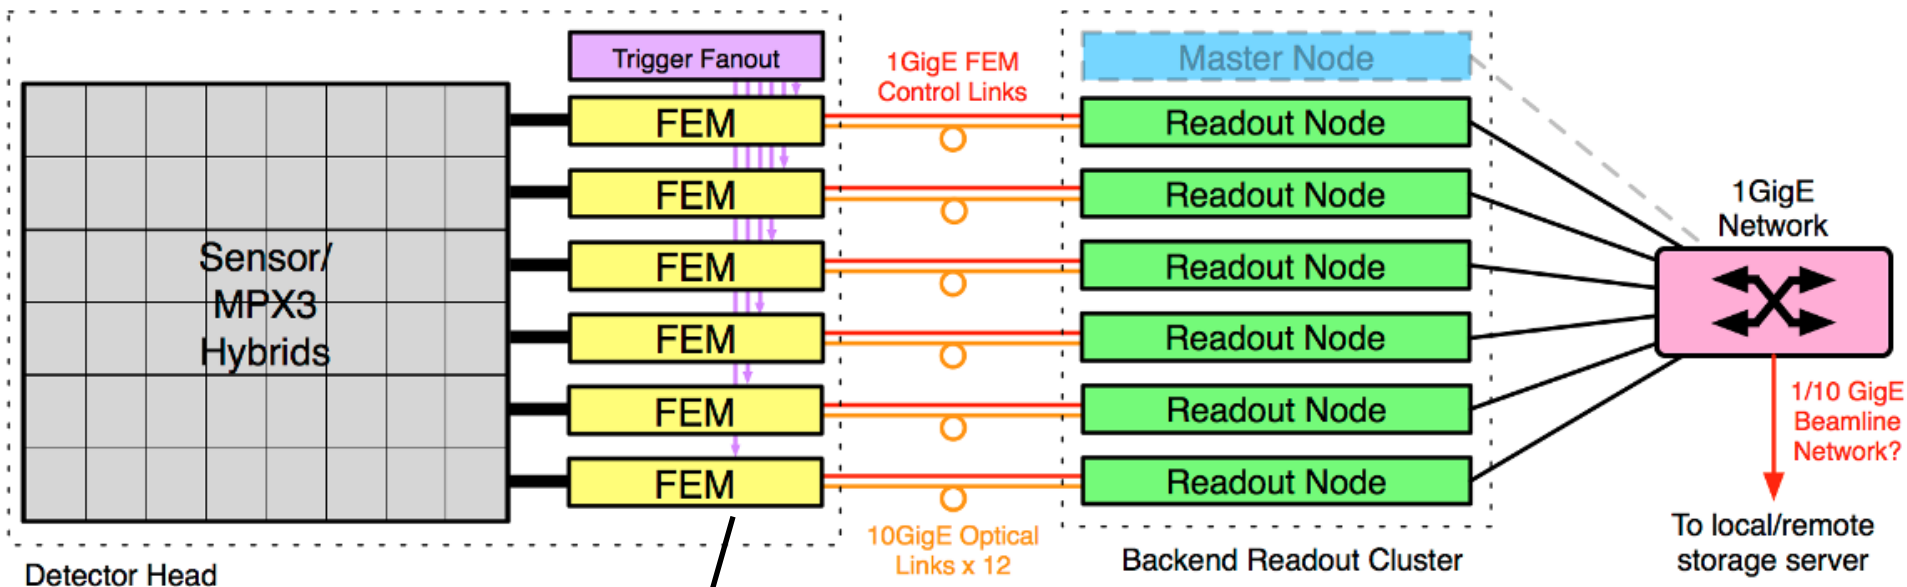 Trigger Fanout
FEM
FEM
FEM
FEM
FEM
FEM
Sensor/
MPX3
Hybrids
Detector Head
1GigE FEM
Control Links
10GigE Optical
Links x 12
Master Node
Readout Node
Readout Node
Readout Node
Readout Node
Readout Node
Readout Node
Backend Readout Cluster
1GigE
Network
1/10 GigE
Beamline
Network?
To local/remote
storage server